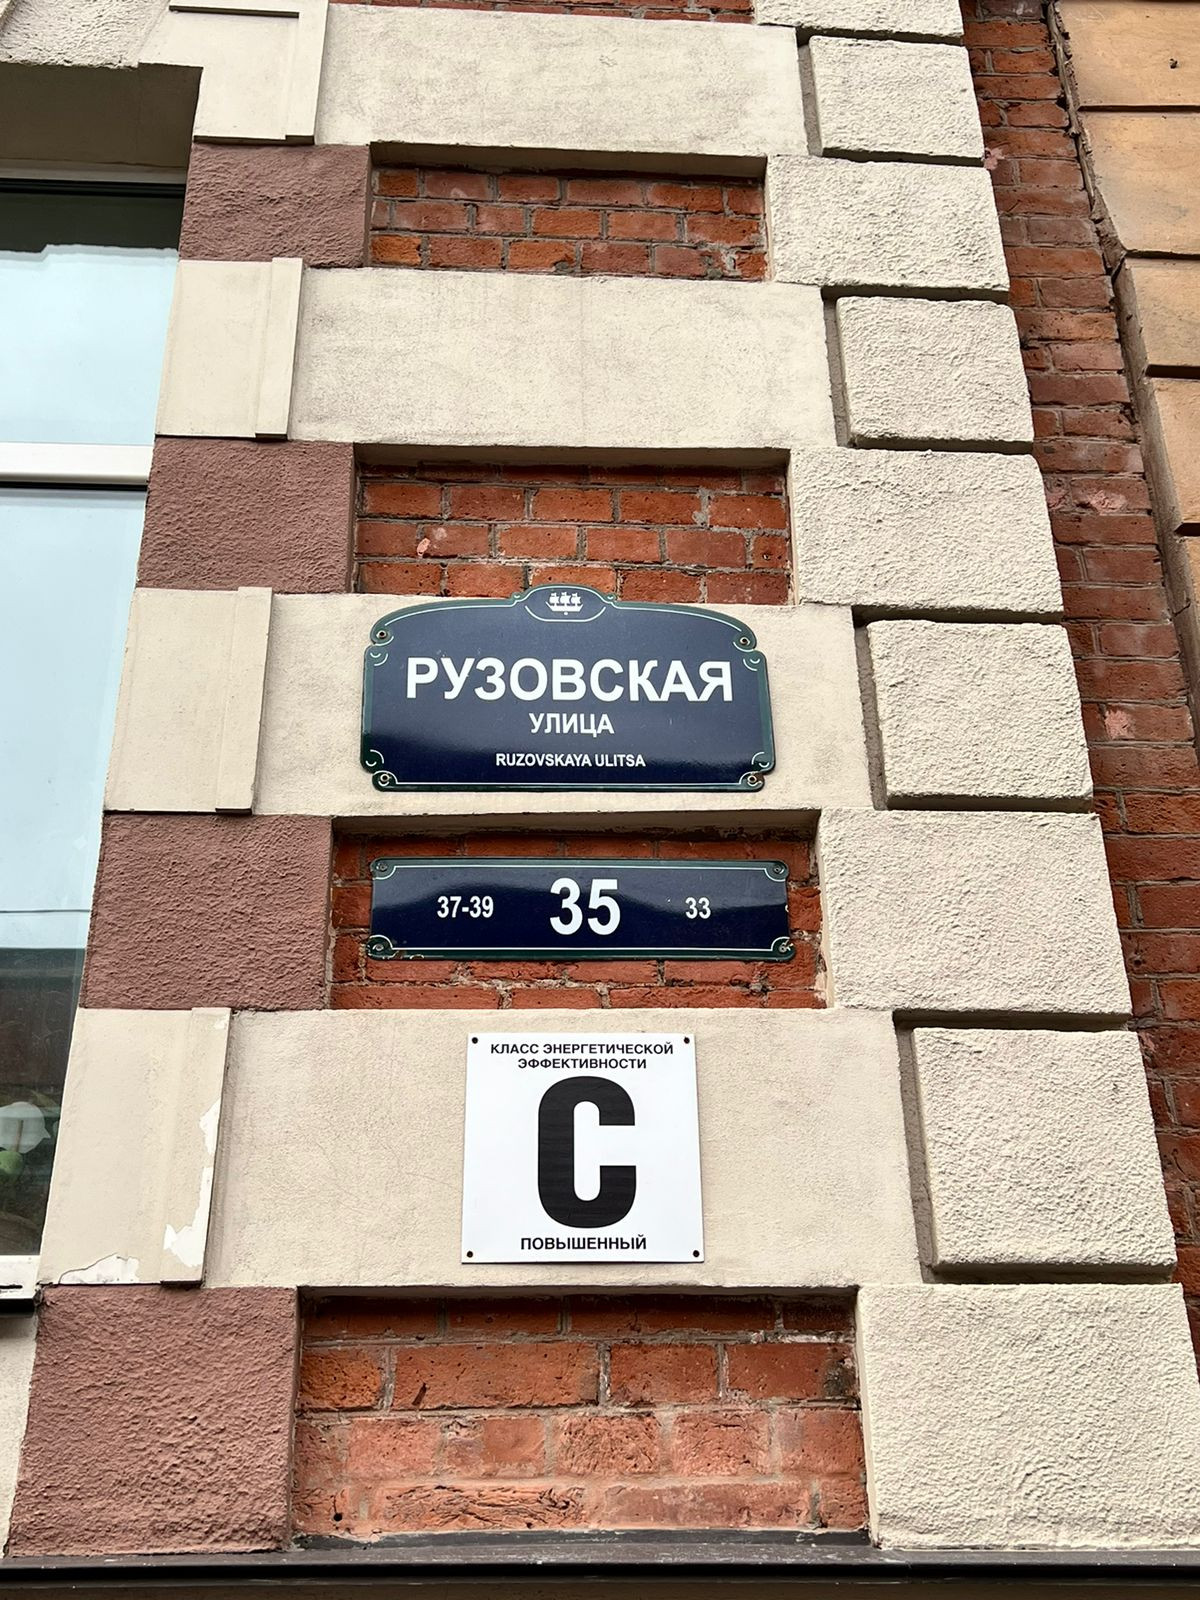 РУЗОВСКАЯ
УЛИЦА
RUZOVSKAYA ULITSA
37-39 35 33
КЛАСС ЭНЕРГЕТИЧЕСКОЙ
ЭФФЕКТИВНОСТИ
С
ПОВЫШЕННЫЙ